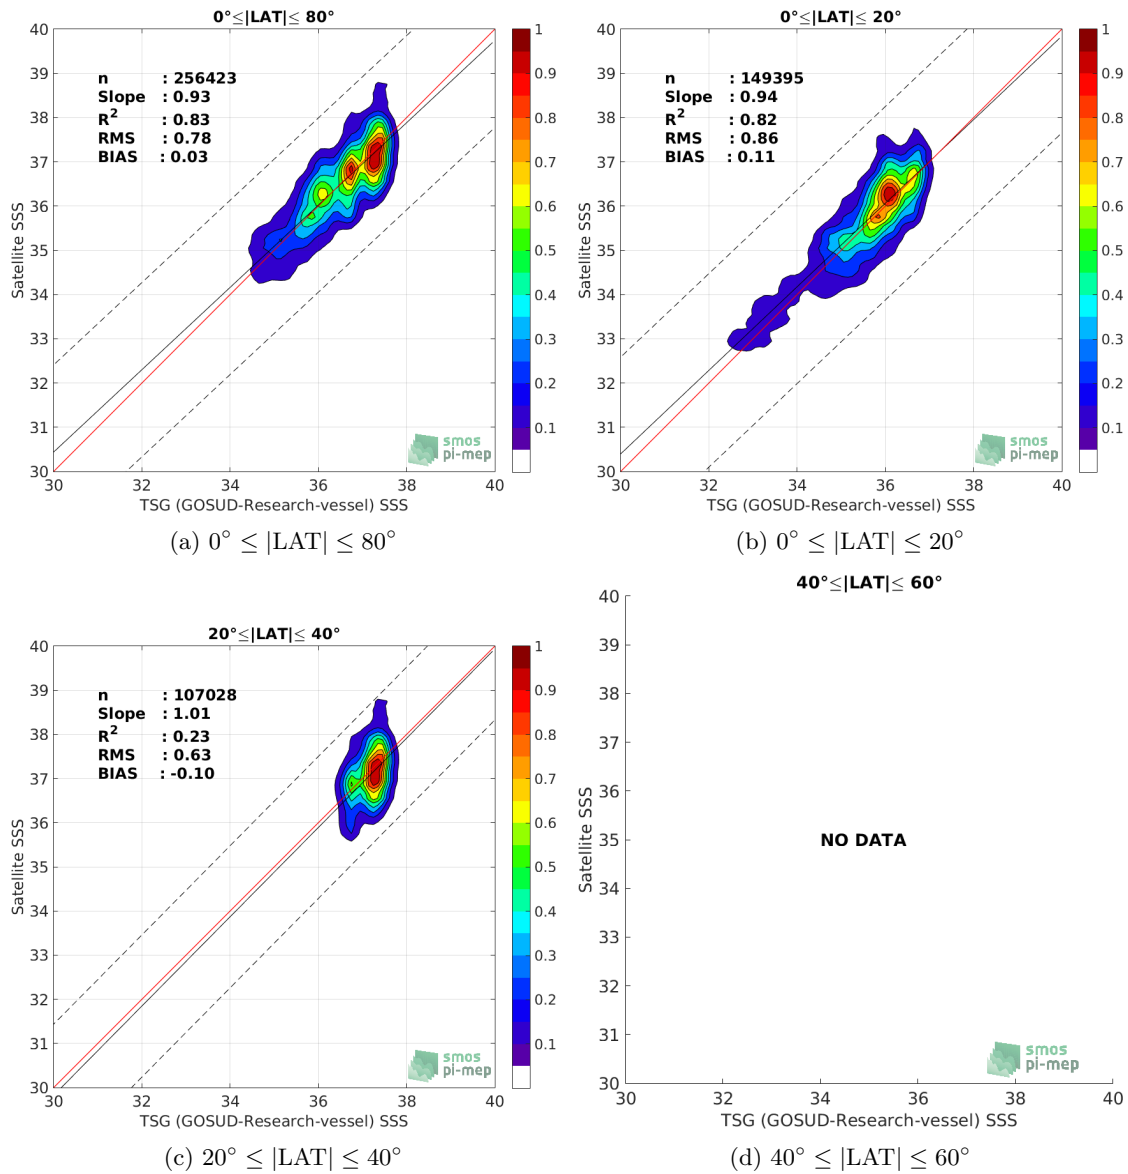 0°≤|LAT|≤ 80°
40
39
38
37
36
35
34
33
32
31
30
Satellite SSS
n : 256423
Slope : 0.93
R² : 0.83
RMS : 0.78
BIAS : 0.03
smos
pi-mep
30 32 34 36 38 40
TSG (GOSUD-Research-vessel) SSS
1
0.9
0.8
0.7
0.6
0.5
0.4
0.3
0.2
0.1
(a) 0° ≤ |LAT| ≤ 80°
0°≤|LAT|≤ 20°
40
39
38
37
36
35
34
33
32
31
30
Satellite SSS
n : 149395
Slope : 0.94
R² : 0.82
RMS : 0.86
BIAS : 0.11
smos
pi-mep
30 32 34 36 38 40
TSG (GOSUD-Research-vessel) SSS
1
0.9
0.8
0.7
0.6
0.5
0.4
0.3
0.2
0.1
(b) 0° ≤ |LAT| ≤ 20°
20°≤|LAT|≤ 40°
40
39
38
37
36
35
34
33
32
31
30
Satellite SSS
n : 107028
Slope : 1.01
R² : 0.23
RMS : 0.63
BIAS : -0.10
smos
pi-mep
30 32 34 36 38 40
TSG (GOSUD-Research-vessel) SSS
1
0.9
0.8
0.7
0.6
0.5
0.4
0.3
0.2
0.1
(c) 20° ≤ |LAT| ≤ 40°
40°≤|LAT|≤ 60°
40
39
38
37
36
35
34
33
32
31
30
Satellite SSS
NO DATA
smos
pi-mep
30 32 34 36 38 40
TSG (GOSUD-Research-vessel) SSS
(d) 40° ≤ |LAT| ≤ 60°